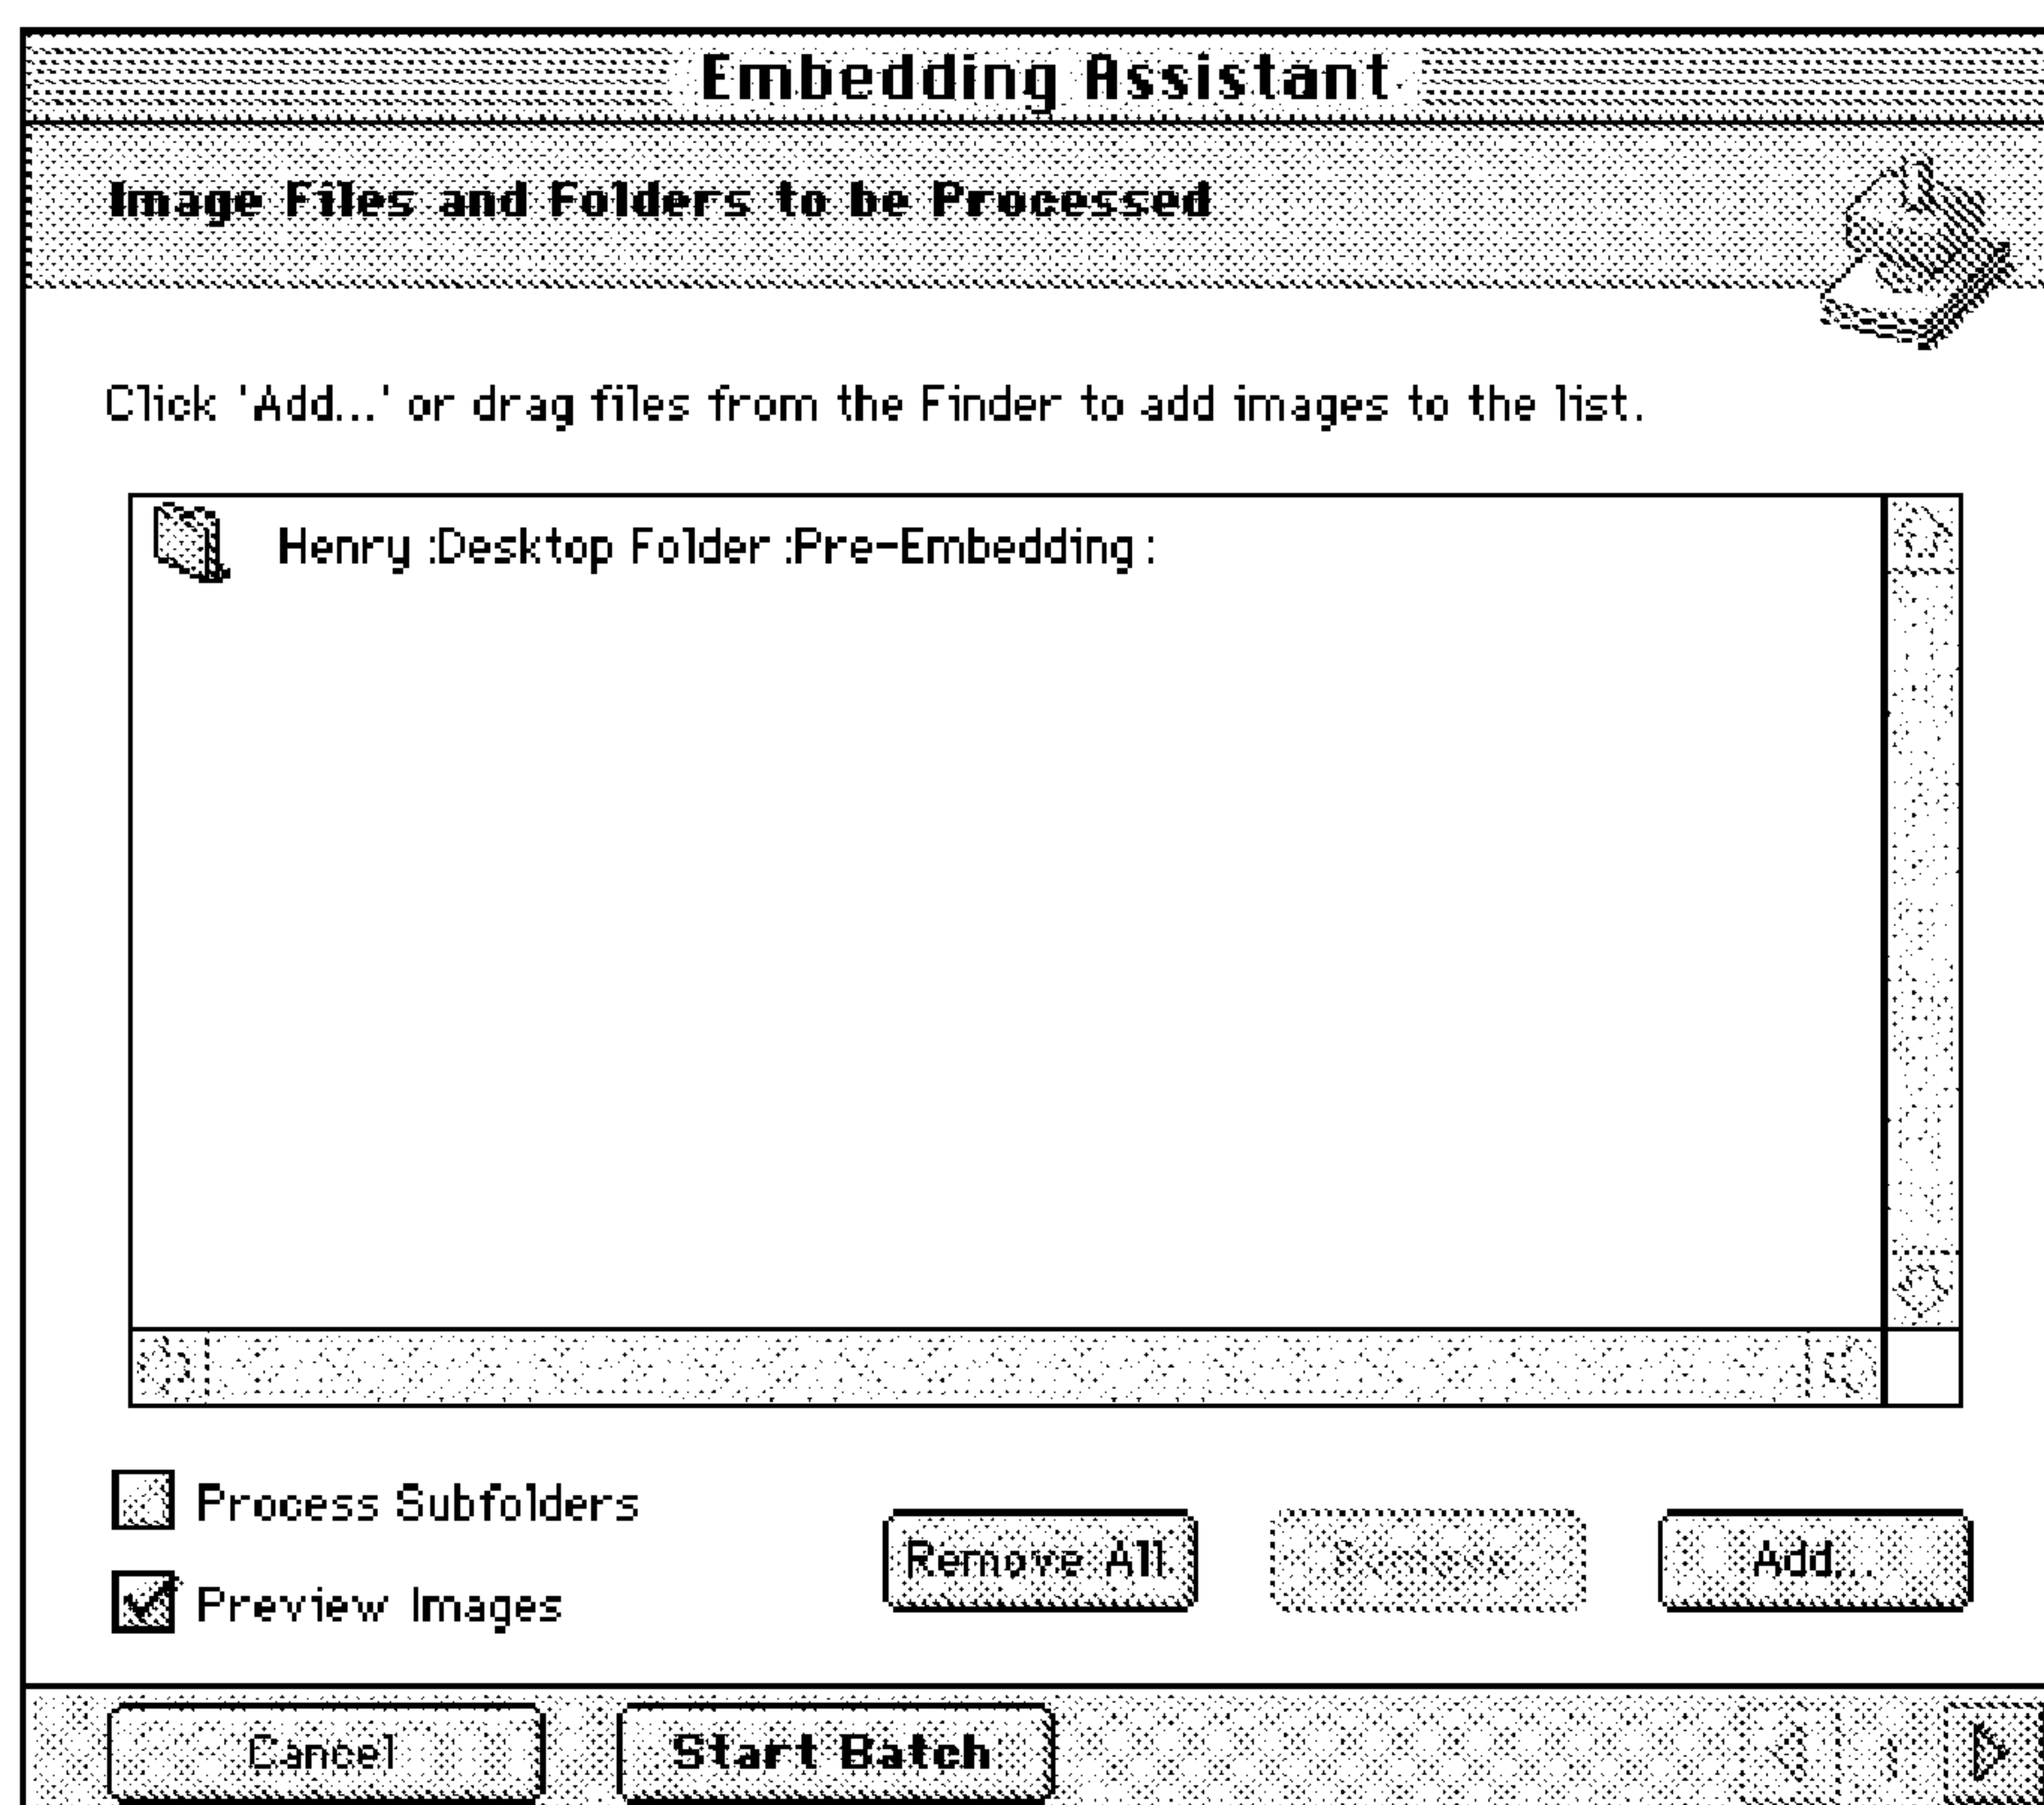 Embedding Assistant
Image Files and Folders to be Processed
Click 'Add...' or drag files from the Finder to add images to the list.
Henry :Desktop Folder :Pre-Embedding :
Process Subfolders
Remove All
Add...
Preview Images
Cancel
Start Batch